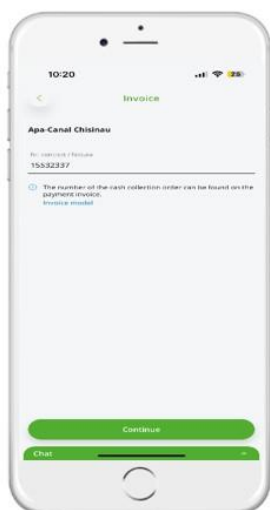 10:20
25
Invoice
Apa-Canal Chisinau
15532337
The number of the cash collection order can be found on the
payment invoice.
Invoice model
Continue
Chat